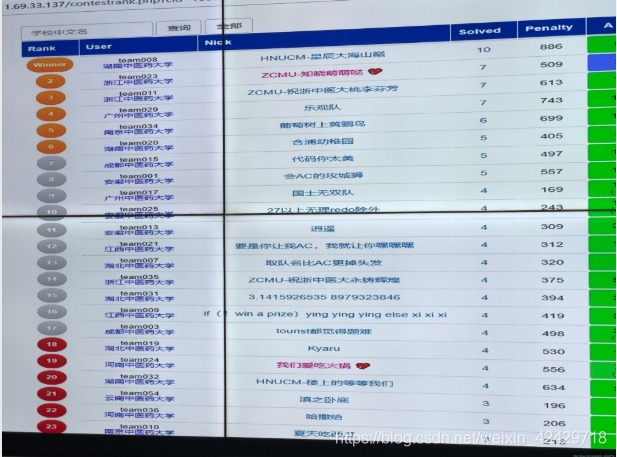 1.69.33.137/contestrank.php?cid
学校中文名 查询 全部
Rank User Nick Solved Penalty A
Winner team008 湖南中医药大学 HNUCM-星辰大海山巅 10 886
2 team023 浙江中医药大学 ZCMU-知晓萌萌哒 7 509
3 team011 浙江中医药大学 ZCMU-祝浙中医大桃李芬芳 7 613
4 team029 广州中医药大学 乐观队 7 743
5 team034 南京中医药大学 葡萄树上黄鹂鸟 6 699
6 team020 湖南中医药大学 合浦幼稚园 5 405
7 team015 成都中医药大学 代码你太美 5 497
8 team001 安徽中医药大学 会AC的攻城狮 5 557
9 team017 广州中医药大学 国士无双队 4 169
10 team025 安徽中医药大学 27以上无理redo除外 4 243
11 team013 安徽中医药大学 逍遥 4 309
12 team021 江西中医药大学 要是你让我AC，我就让你嘿嘿嘿 4 312
13 team007 湖北中医药大学 取队名比AC更掉头发 4 320
14 team035 浙江中医药大学 ZCMU-祝浙中医大永铸辉煌 4 375
15 team031 湖北中医药大学 3.1415926535 8979323846 4 394
16 team009 江西中医药大学 if（I win a prize）ying ying ying else xi xi xi 4 419
17 team003 成都中医药大学 tourist都觉得题难 4 498
18 team019 湖北中医药大学 Kyaru 4 530
19 team024 河南中医药大学 我们爱吃火锅 4 556
20 team032 湖南中医药大学 HNUCM-楼上的等等我们 4 634
21 team054 云南中医药大学 滇之卧底 3 196
22 team036 河南中医药大学 哈撒给 3 206
23 team010 南京中医药大学 夏天吃西瓜 3 213
https://blog.csdn.net/weixin_42429718